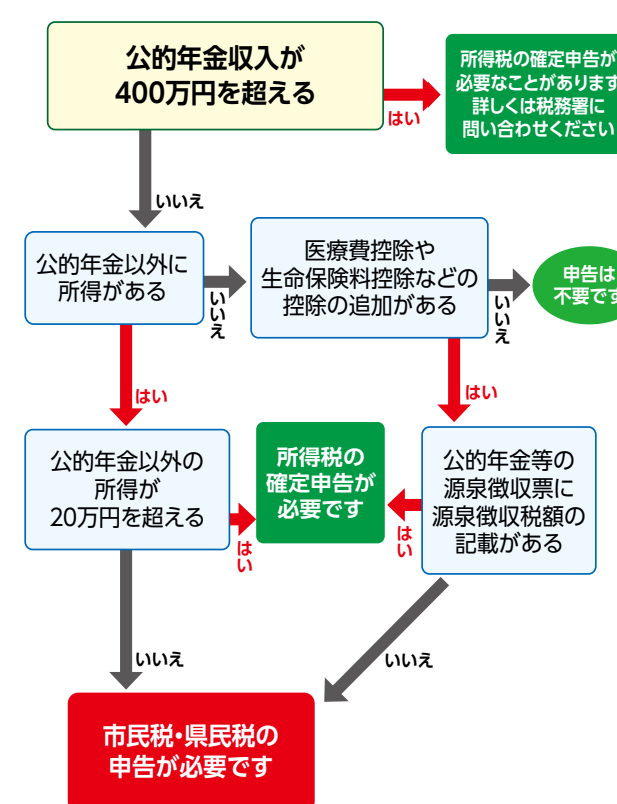 公的年金収入が
400万円を超える
はい
所得税の確定申告が
必要なことがあります
詳しくは税務署に
問い合わせください
いいえ
公的年金以外に
所得がある
いいえ
医療費控除や
生命保険料控除などの
控除の追加がある
いいえ
申告は
不要です
はい
はい
公的年金以外の
所得が
20万円を超える
はい
所得税の
確定申告が
必要です
はい
公的年金等の
源泉徴収票に
源泉徴収税額の
記載がある
いいえ
いいえ
市民税・県民税の
申告が必要です